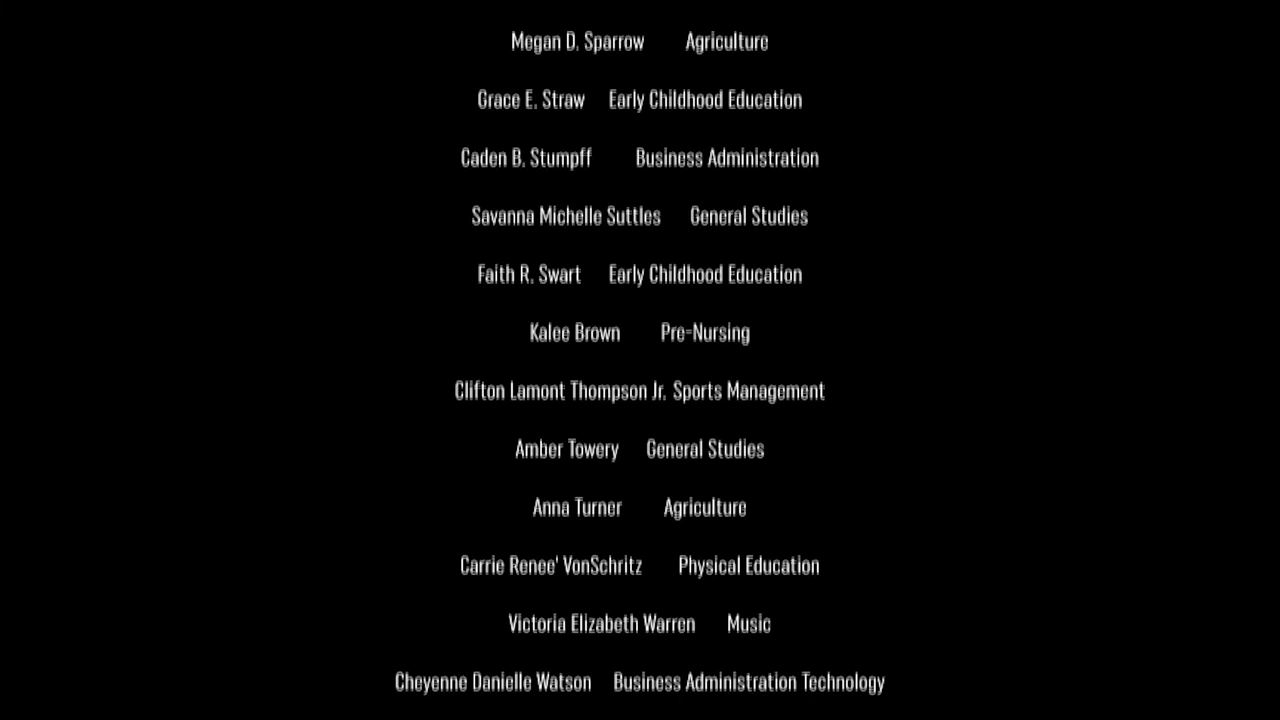 Megan D. Sparrow Agriculture
Grace E. Straw Early Childhood Education
Caden B. Stumpff Business Administration
Savanna Michelle Suttles General Studies
Faith R. Swart Early Childhood Education
Kalee Brown Pre-Nursing
Clifton Lamont Thompson Jr. Sports Management
Amber Towery General Studies
Anna Turner Agriculture
Carrie Renee' VonSchritz Physical Education
Victoria Elizabeth Warren Music
Cheyenne Danielle Watson Business Administration Technology